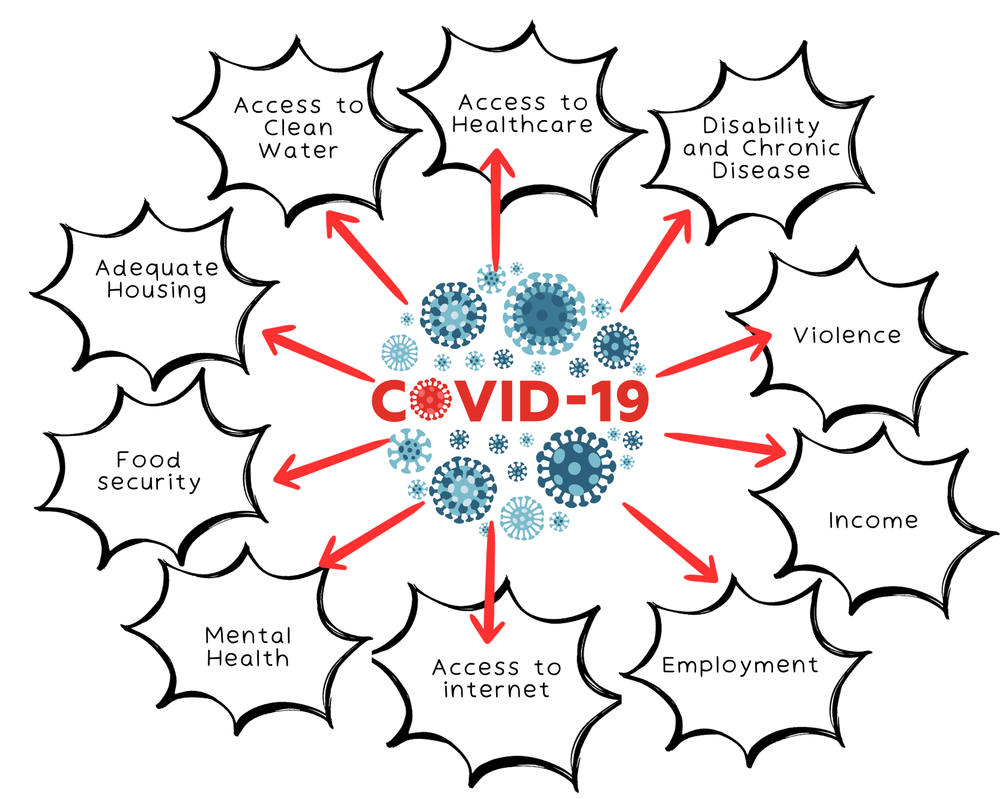 Access to
Clean
Water
Access to
Healthcare
Disability
and Chronic
Disease
Adequate
Housing
Violence
COVID-19
Food
security
Income
Mental
Health
Access to
internet
Employment